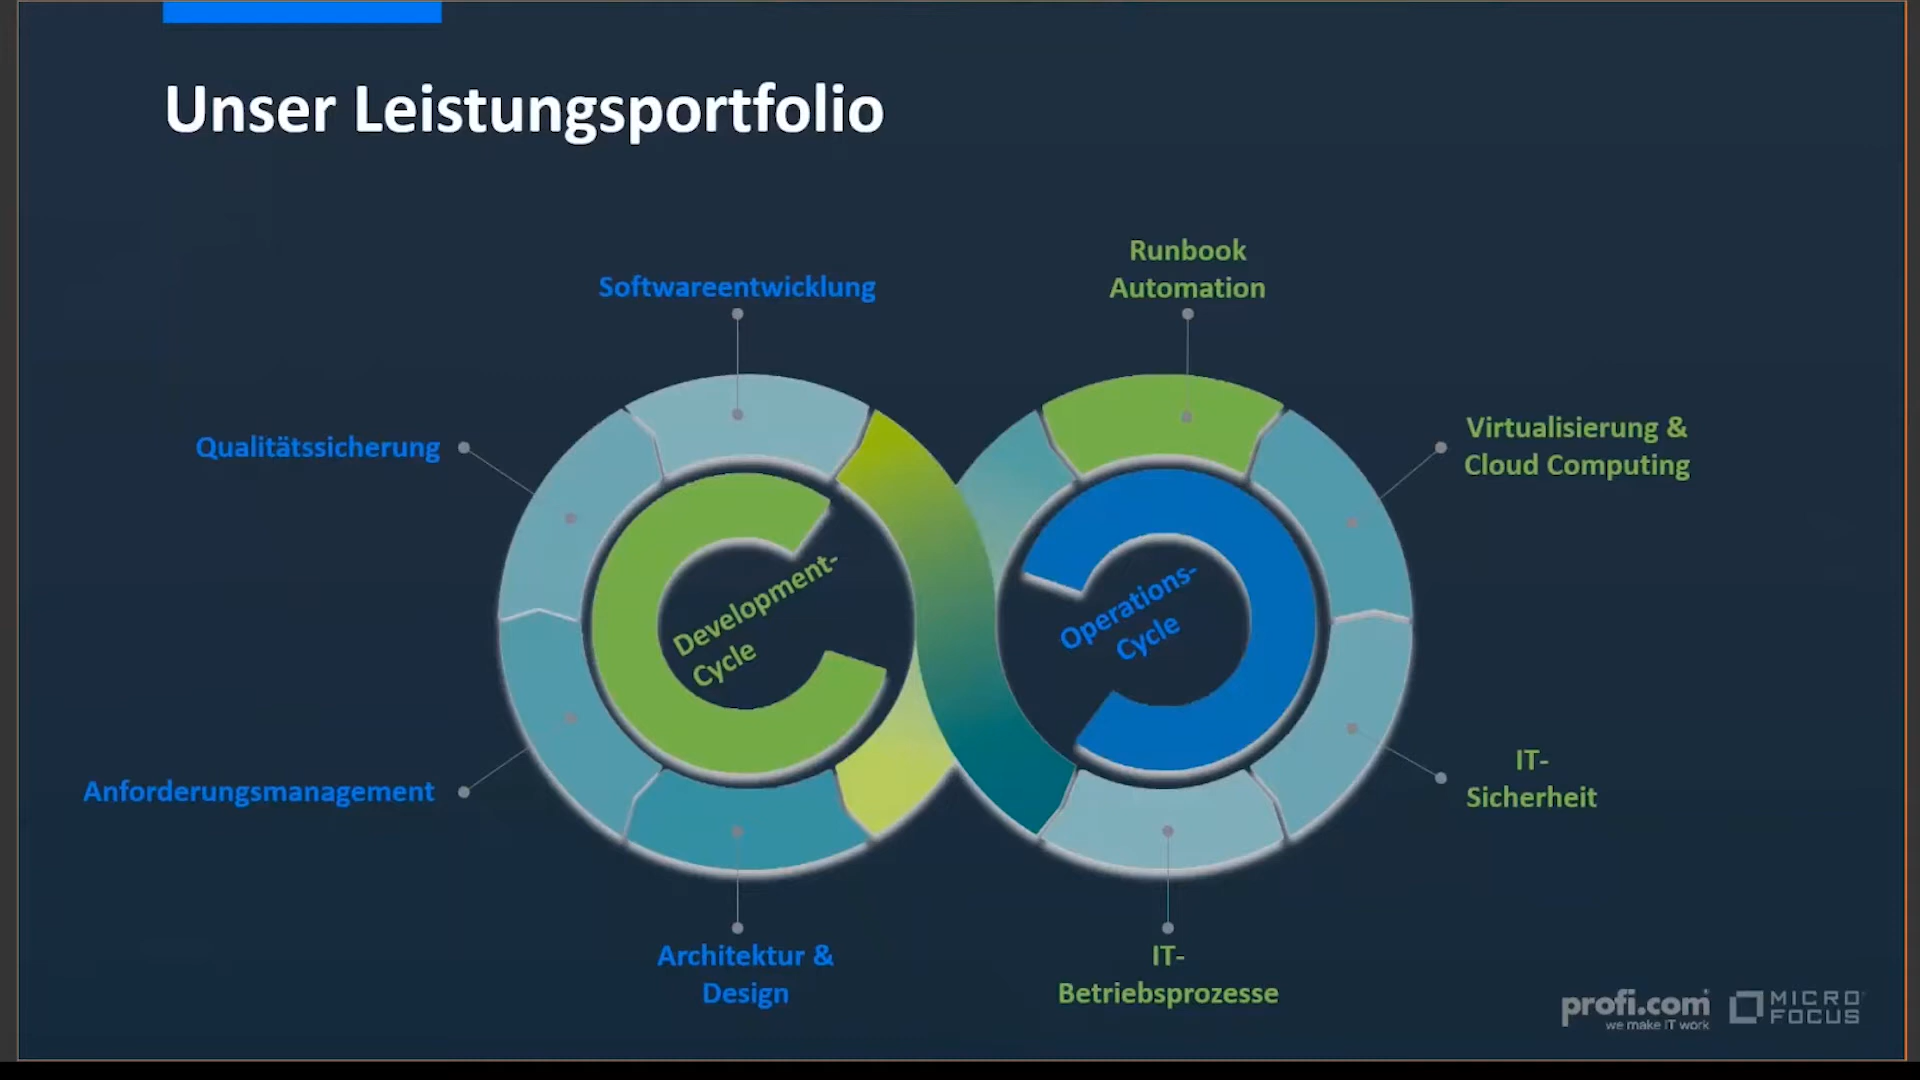 Unser Leistungsportfolio
Softwareentwicklung
Runbook
Automation
Qualitätssicherung
Virtualisierung &
Cloud Computing
Development-
Cycle
Operations-
Cycle
Anforderungsmanagement
IT-
Sicherheit
Architektur &
Design
IT-
Betriebsprozesse
profi.com
we make IT work
MICRO
FOCUS